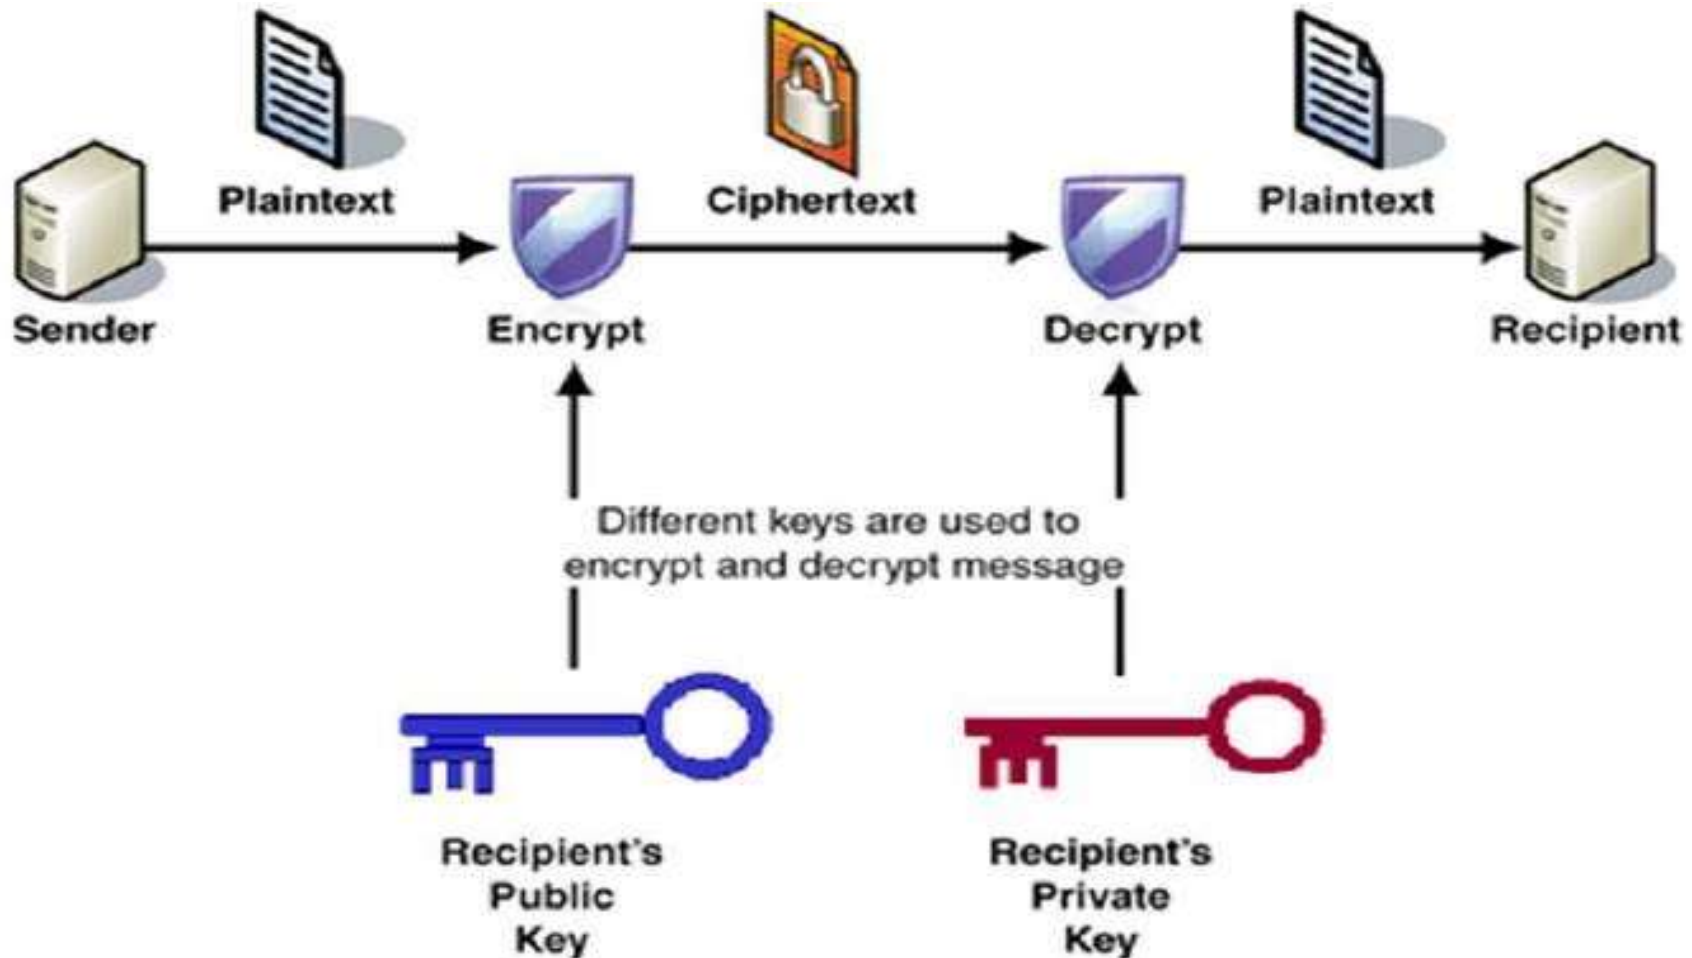 Plaintext
Ciphertext
Plaintext
Sender
Encrypt
Decrypt
Recipient
Different keys are used to
encrypt and decrypt message
Recipient's
Public
Key
Recipient's
Private
Key